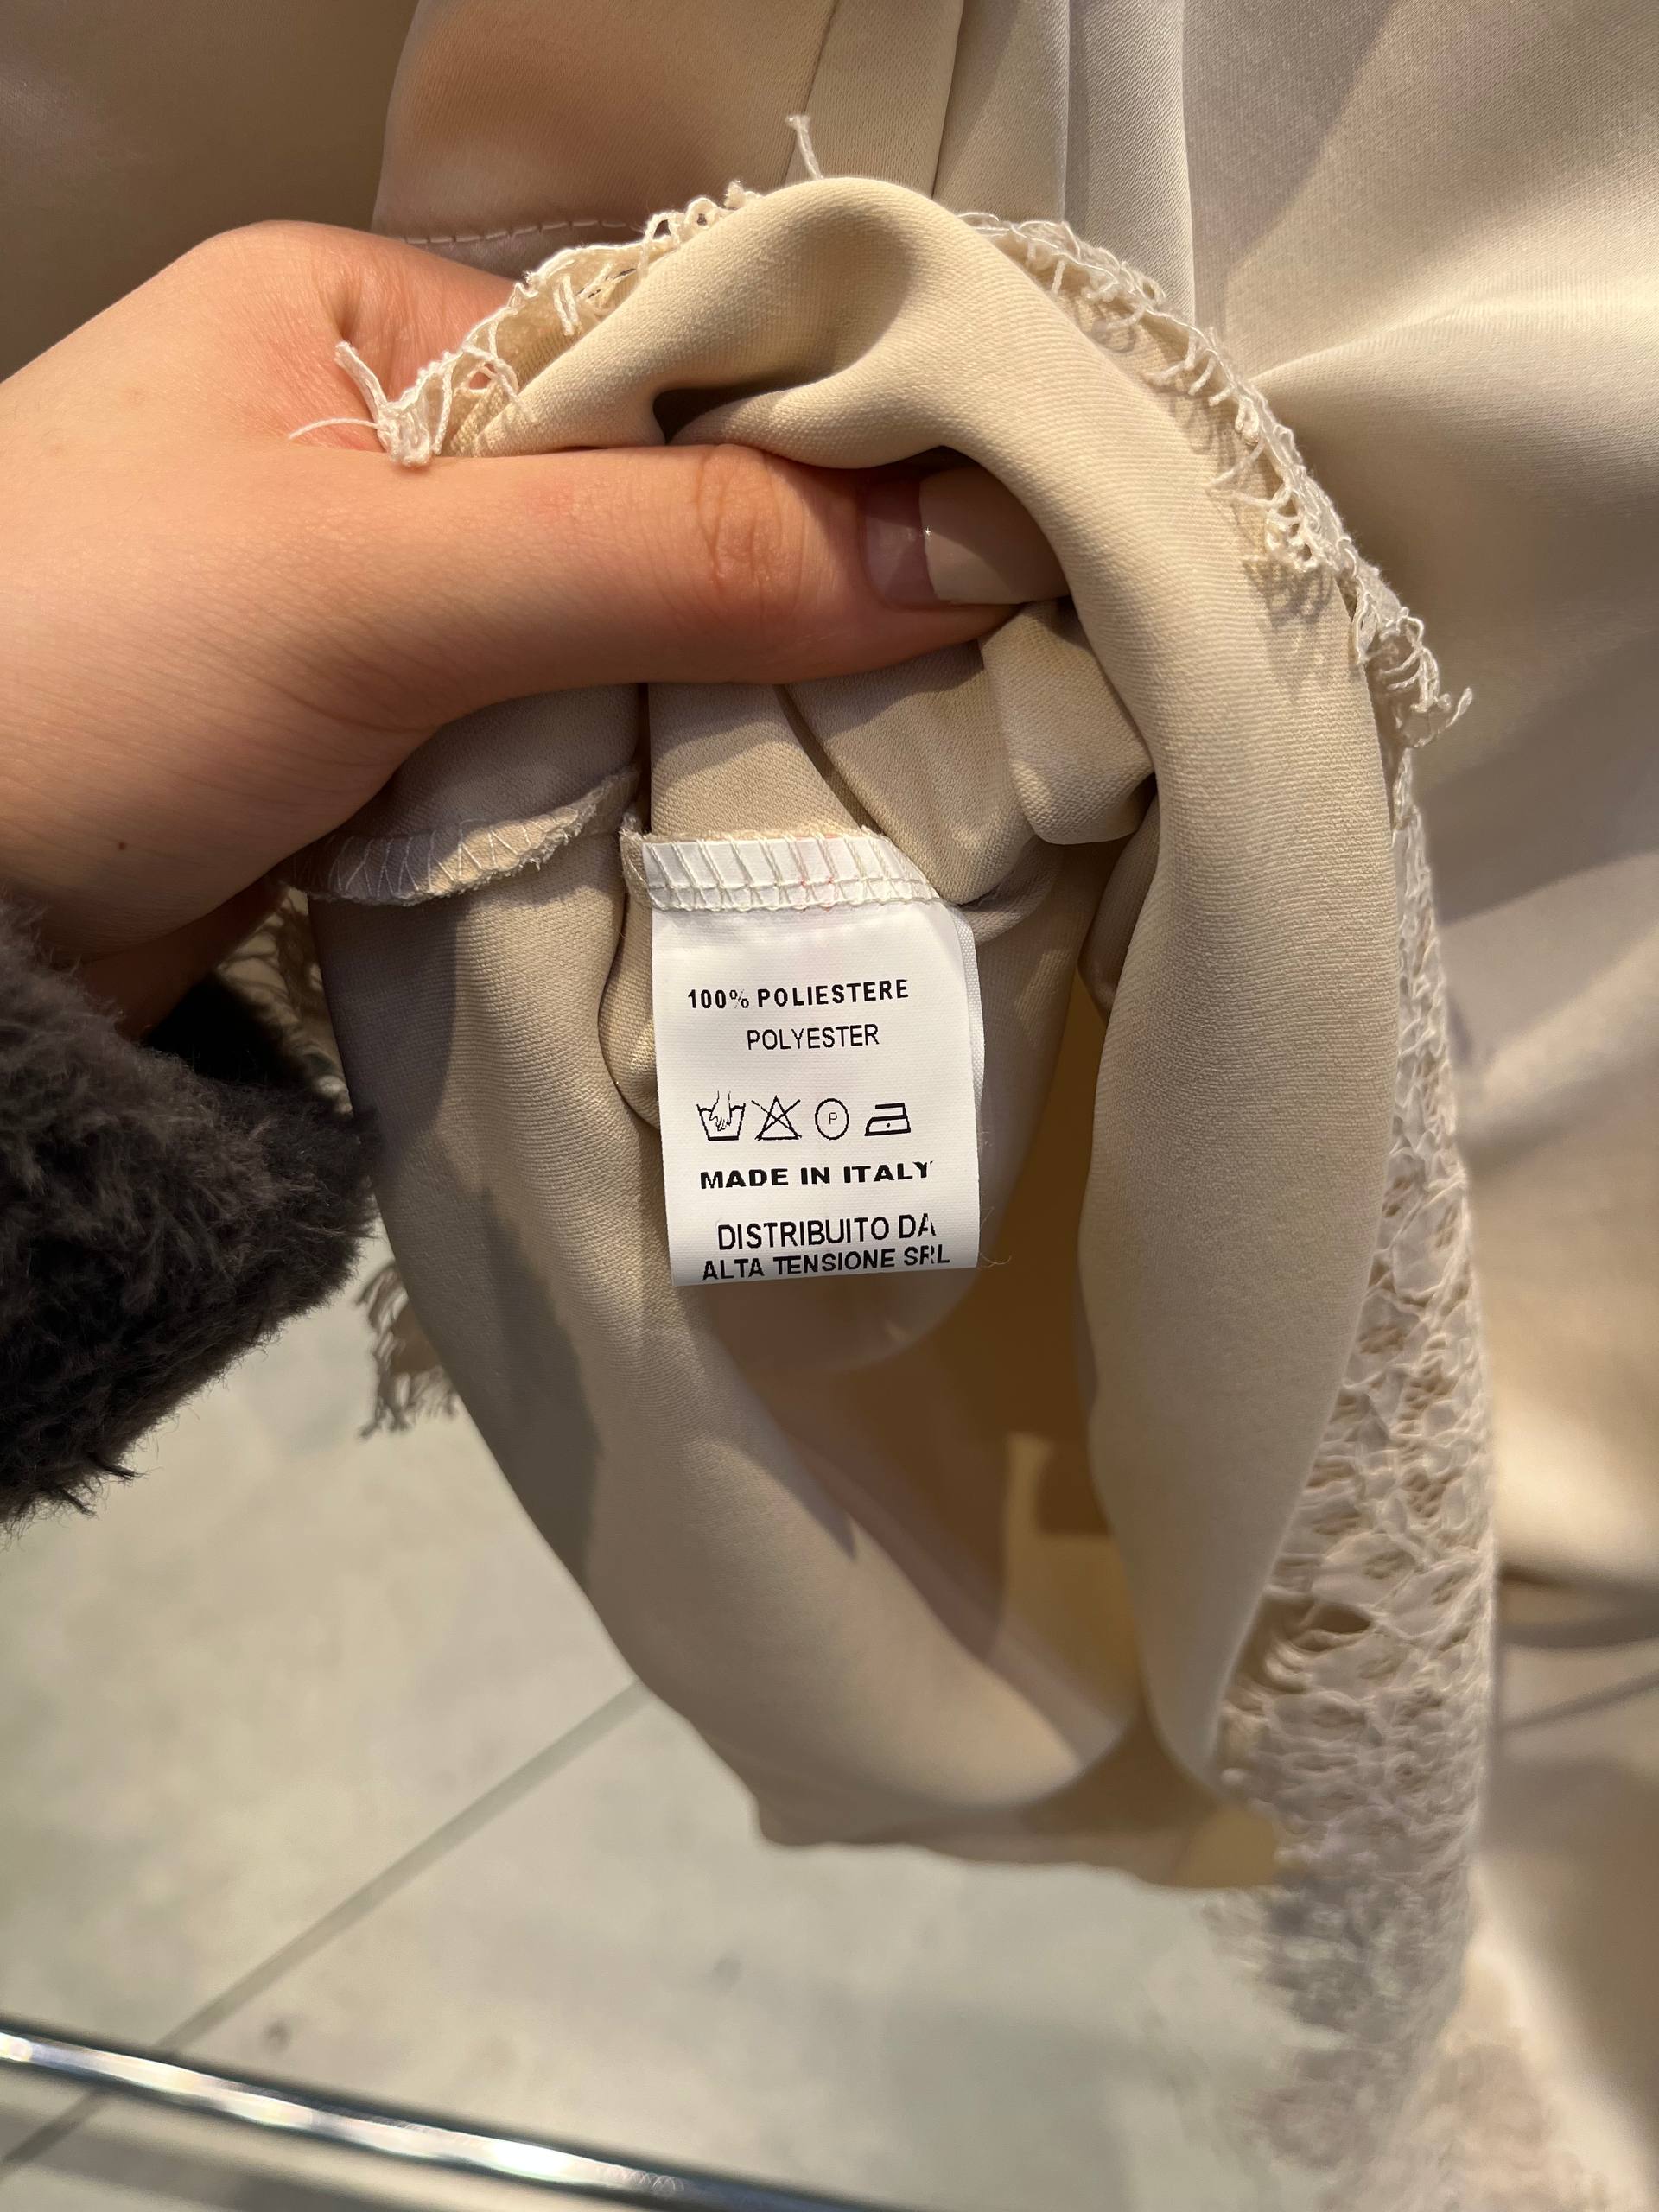 100% POLIESTERE
POLYESTER
P
MADE IN ITALY
DISTRIBUITO DA
ALTA TENSIONE SRL